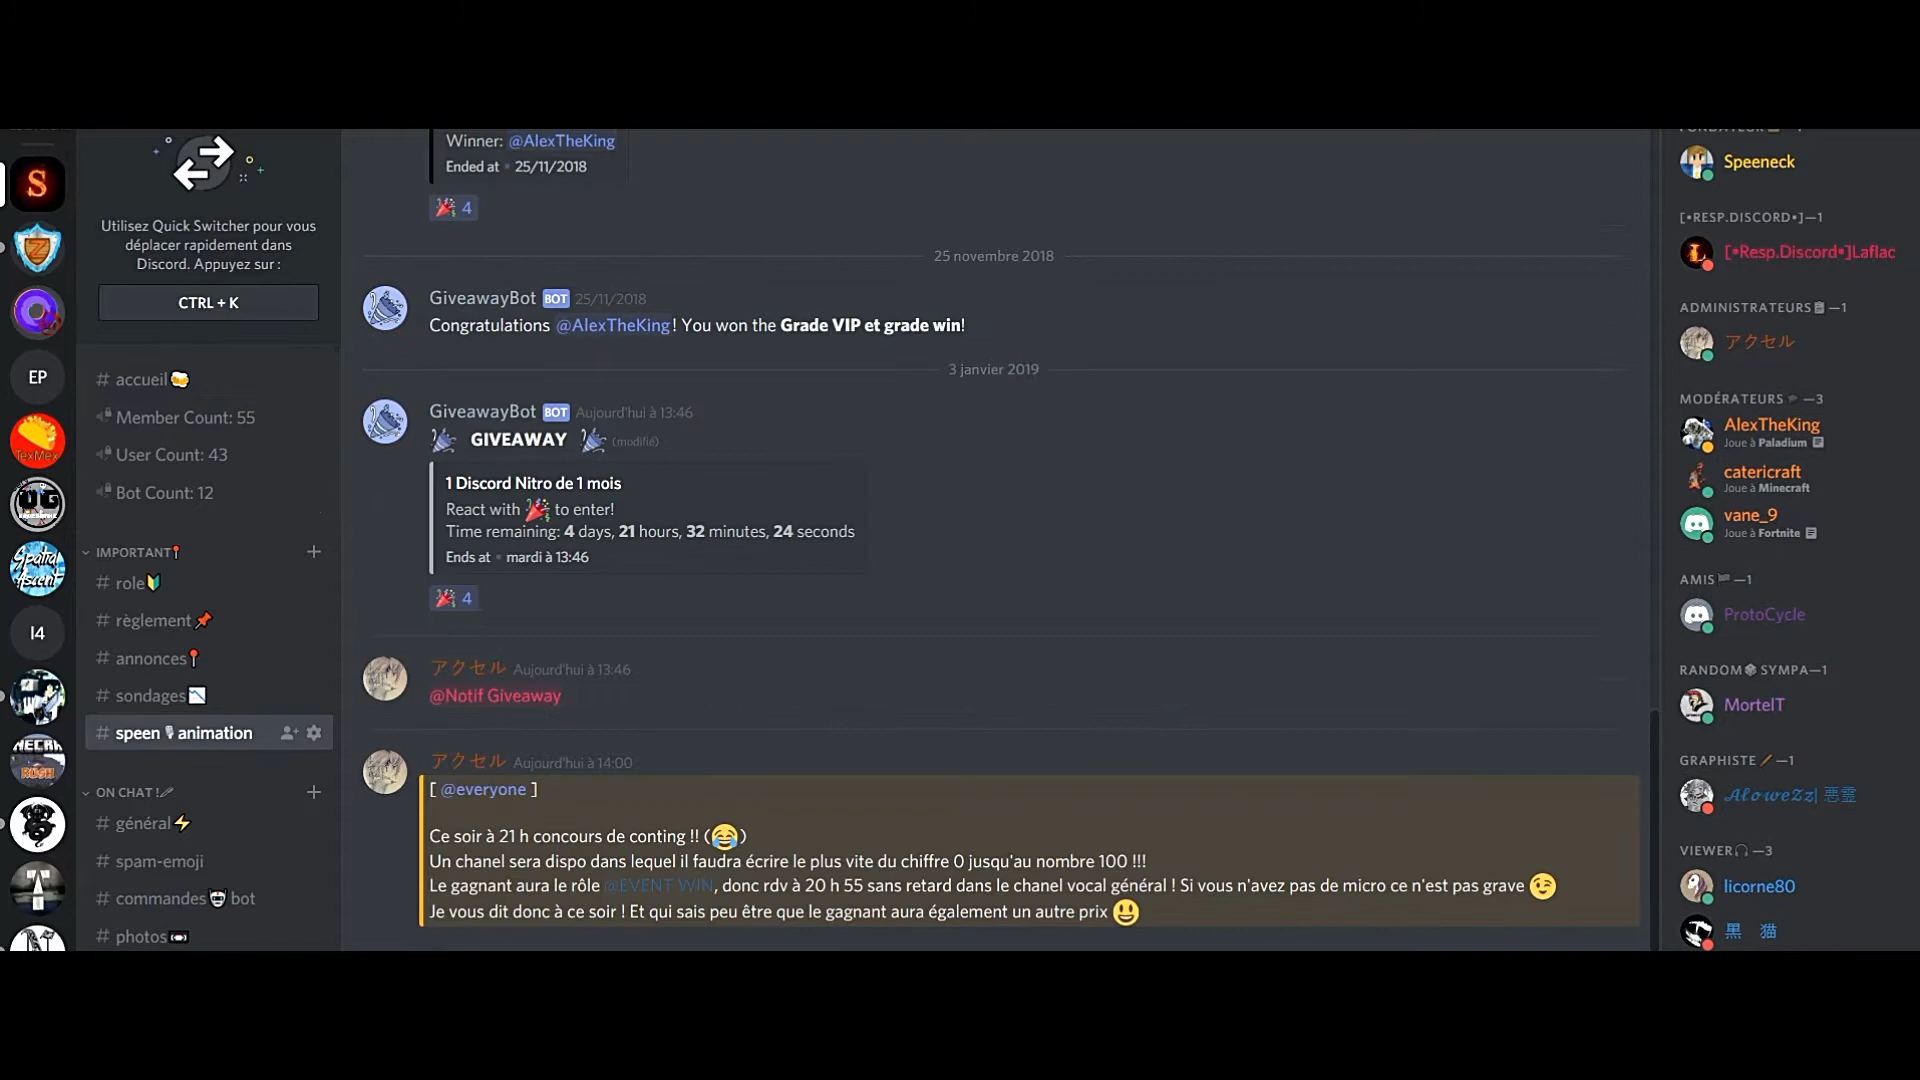 S
Z
EP
TexMex
UG
Spatial
Ascent
I4
NECRA
RUSH
Utilisez Quick Switcher pour vous
déplacer rapidement dans
Discord. Appuyez sur :
CTRL + K
# accueil🍻
Member Count: 55
User Count: 43
Bot Count: 12
IMPORTANT📍 +
# role🔰
# règlement📌
# annonces📍
# sondages📉
# speen🎙animation
ON CHAT !🖊 +
# général⚡
# spam-emoji
# commandes🤖bot
# photos📷
Winner: @AlexTheKing
Ended at • 25/11/2018
🎉 4
25 novembre 2018
GiveawayBot BOT 25/11/2018
Congratulations @AlexTheKing! You won the Grade VIP et grade win!
3 janvier 2019
GiveawayBot BOT Aujourd'hui à 13:46
🎉 GIVEAWAY 🎉 (modifié)
1 Discord Nitro de 1 mois
React with 🎉 to enter!
Time remaining: 4 days, 21 hours, 32 minutes, 24 seconds
Ends at • mardi à 13:46
🎉 4
アクセル Aujourd'hui à 13:46
@Notif Giveaway
アクセル Aujourd'hui à 14:00
[ @everyone ]
Ce soir à 21 h concours de conting !! (😂)
Un chanel sera dispo dans lequel il faudra écrire le plus vite du chiffre 0 jusqu'au nombre 100 !!!
Le gagnant aura le rôle @EVENT WIN, donc rdv à 20 h 55 sans retard dans le chanel vocal général ! Si vous n'avez pas de micro ce n'est pas grave 😉
Je vous dit donc à ce soir ! Et qui sais peu être que le gagnant aura également un autre prix 😃
Speeneck
[•RESP.DISCORD•]—1
[•Resp.Discord•]Laflac
ADMINISTRATEURS📋—1
アクセル
MODÉRATEURS—3
AlexTheKing
Joue à Paladium
catericraft
Joue à Minecraft
vane_9
Joue à Fortnite
AMIS🏴—1
ProtoCycle
RANDOM🎲SYMPA—1
MortelT
GRAPHISTE🖌—1
𝓐𝓵𝓸𝔀𝓮𝓩𝔃| 悪霊
VIEWER🎧—3
licorne80
黒 猫